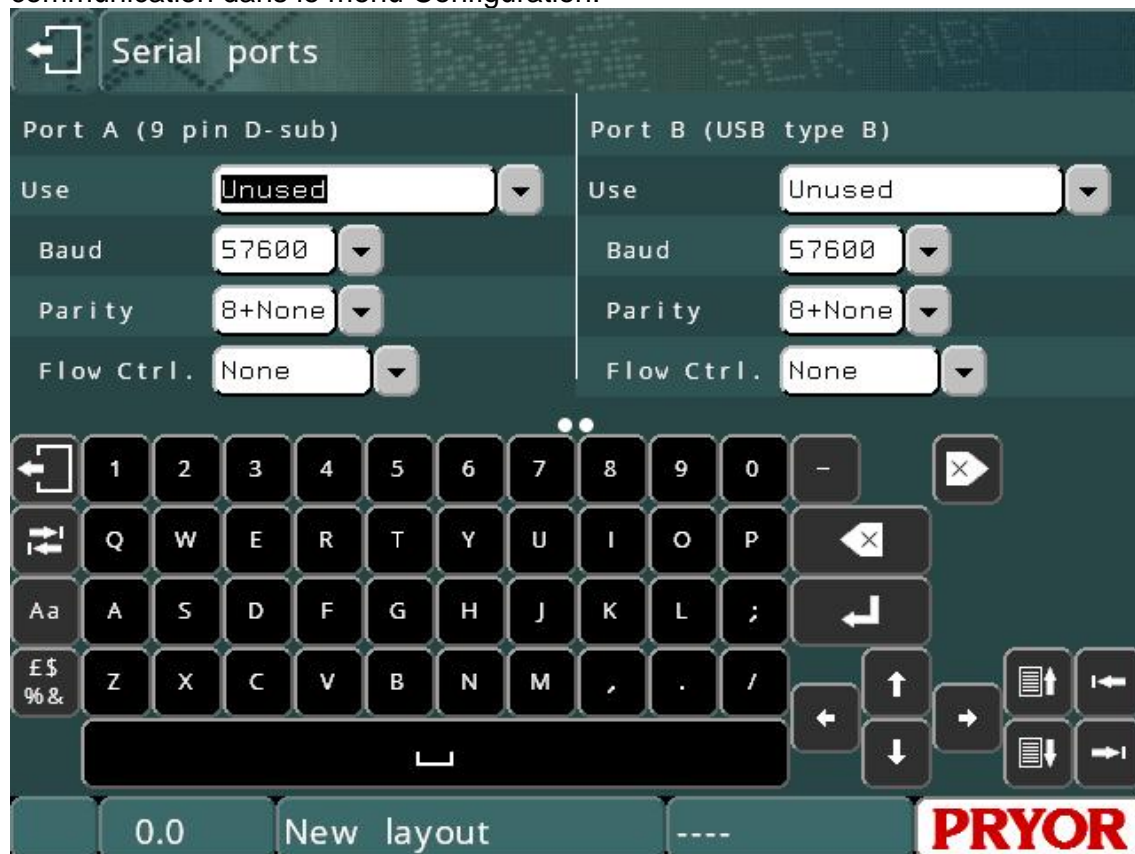 communication dans le menu Configuration.
Serial ports
Port A (9 pin D-sub)
Use Unused
Baud 57600
Parity 8+None
Flow Ctrl. None
Port B (USB type B)
Use Unused
Baud 57600
Parity 8+None
Flow Ctrl. None
1 2 3 4 5 6 7 8 9 0 -
Q W E R T Y U I O P
Aa A S D F G H J K L ;
£$
%& Z X C V B N M , . /
0.0 New layout ---- PRYOR